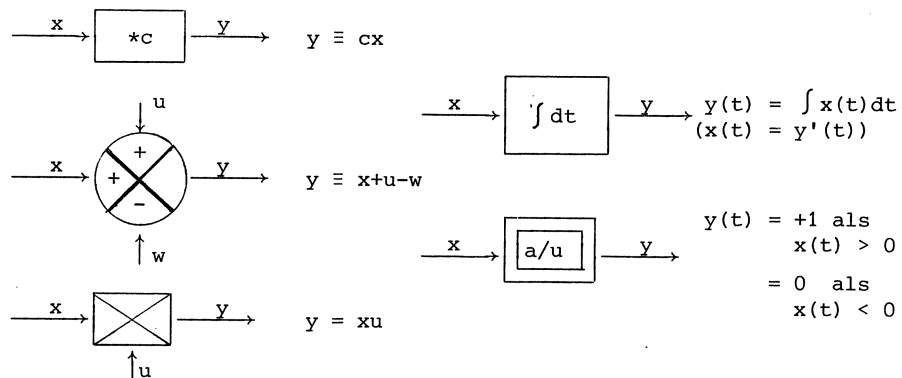 x *c y y ≡ cx
u
x + + - y y ≡ x+u-w
w
x y y = xu
u
x ∫ dt y y(t) = ∫ x(t)dt
(x(t) = y'(t))
x a/u y y(t) = +1 als
x(t) > 0
= 0 als
x(t) < 0